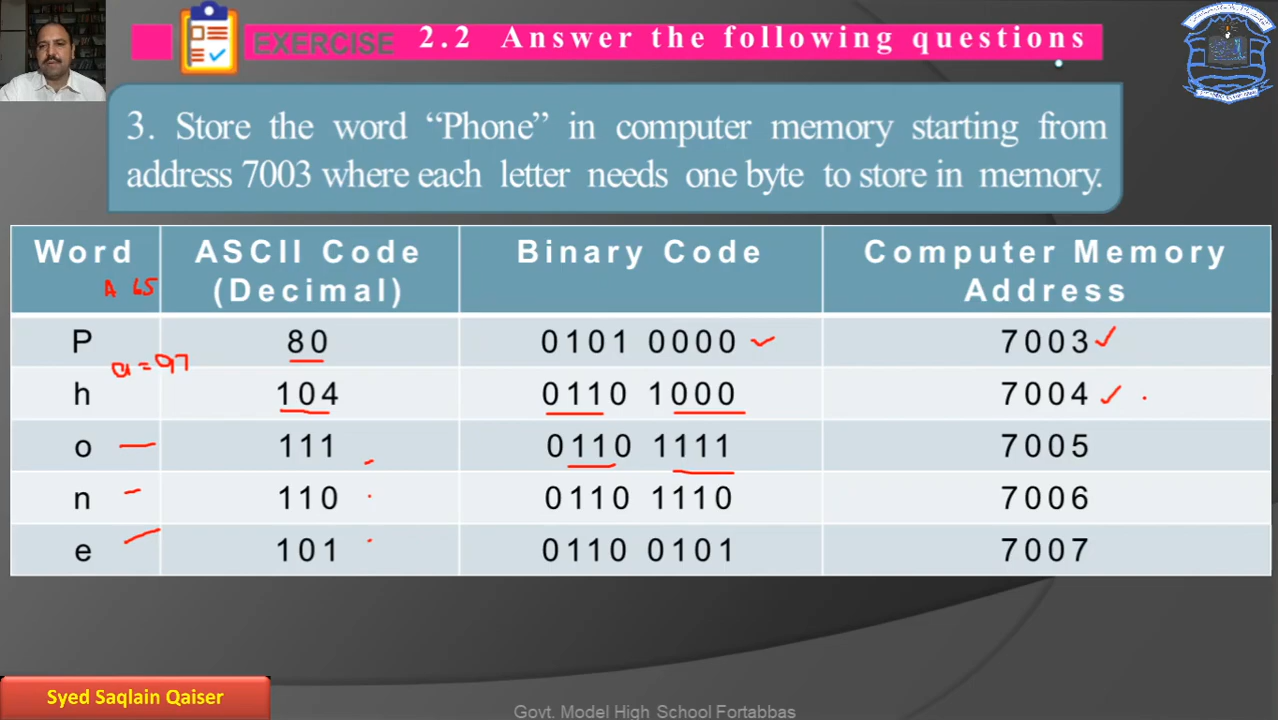 EXERCISE 2.2 Answer the following questions
3. Store the word “Phone” in computer memory starting from
address 7003 where each letter needs one byte to store in memory.
Word ASCII Code Binary Code Computer Memory
(Decimal) Address
A 65
P 80 0101 0000 7003
a = 97
h 104 0110 1000 7004
o 111 0110 1111 7005
n 110 0110 1110 7006
e 101 0110 0101 7007
Syed Saqlain Qaiser
Govt. Model High School Fortabbas